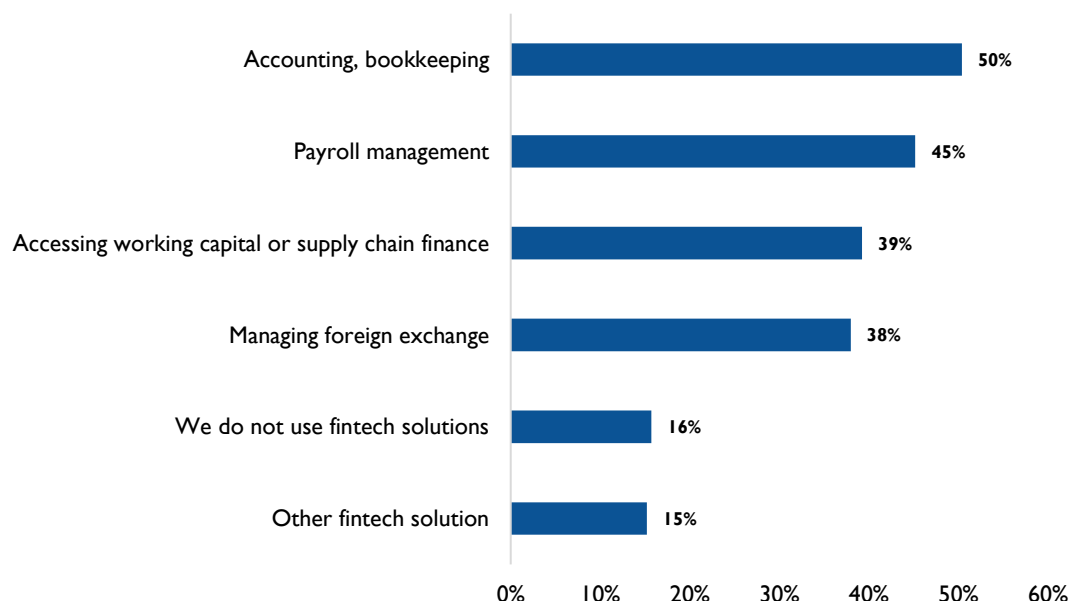 Accounting, bookkeeping 50%
Payroll management 45%
Accessing working capital or supply chain finance 39%
Managing foreign exchange 38%
We do not use fintech solutions 16%
Other fintech solution 15%
0% 10% 20% 30% 40% 50% 60%